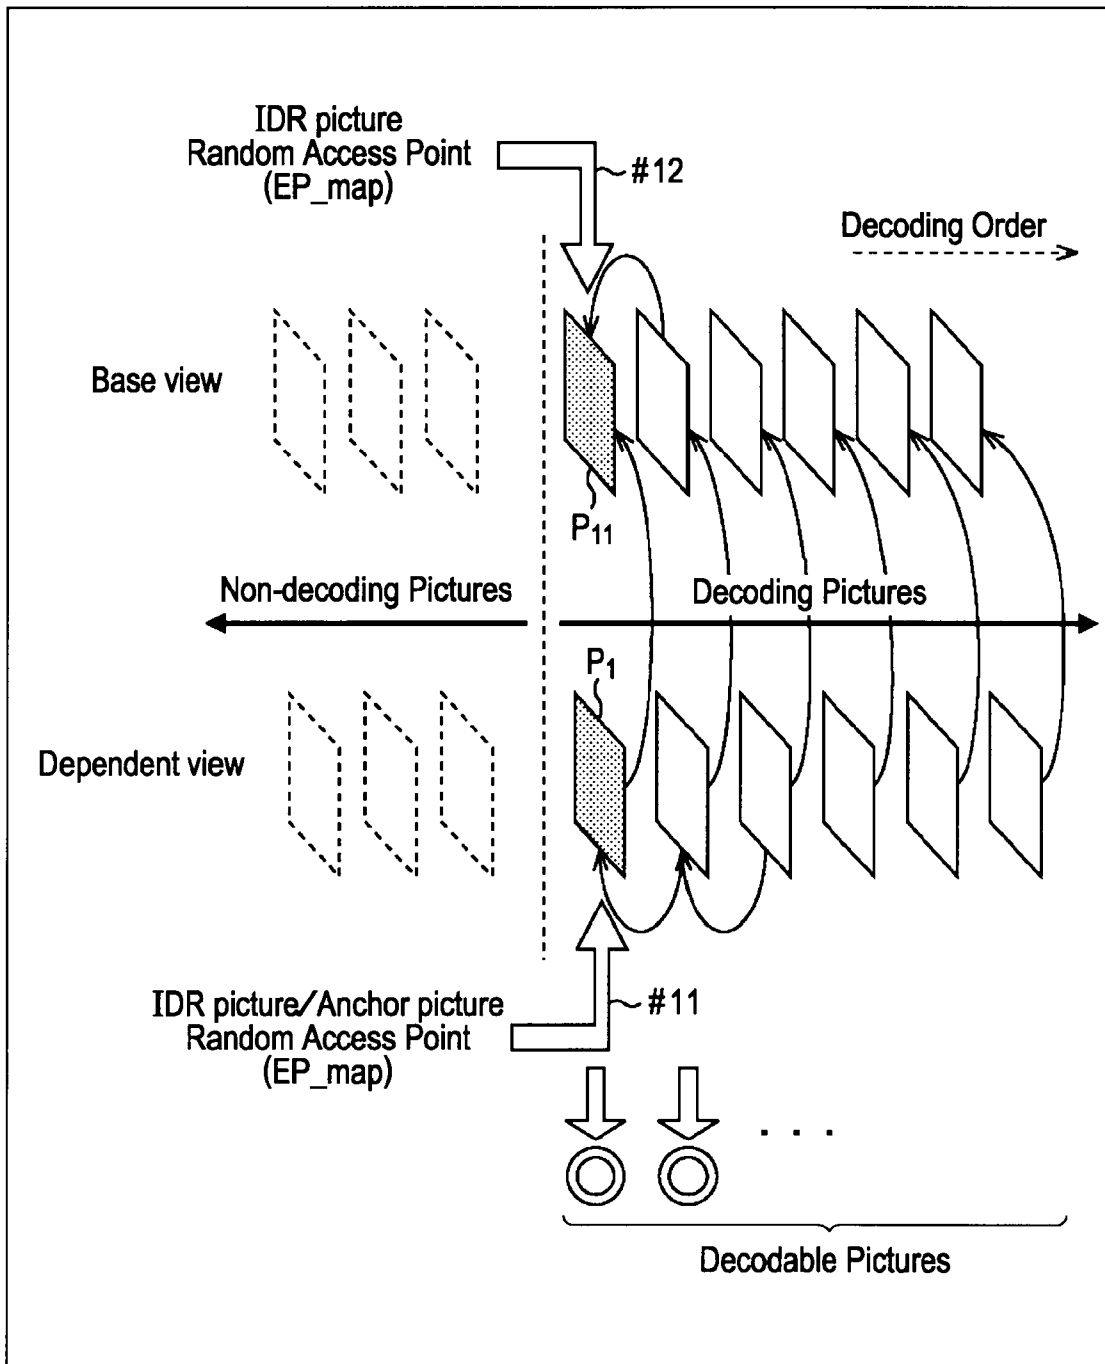 IDR picture
Random Access Point
(EP_map)
#12
Decoding Order
Base view
P11
Non-decoding Pictures
Decoding Pictures
P1
Dependent view
IDR picture/Anchor picture
Random Access Point
(EP_map)
#11
. . .
Decodable Pictures